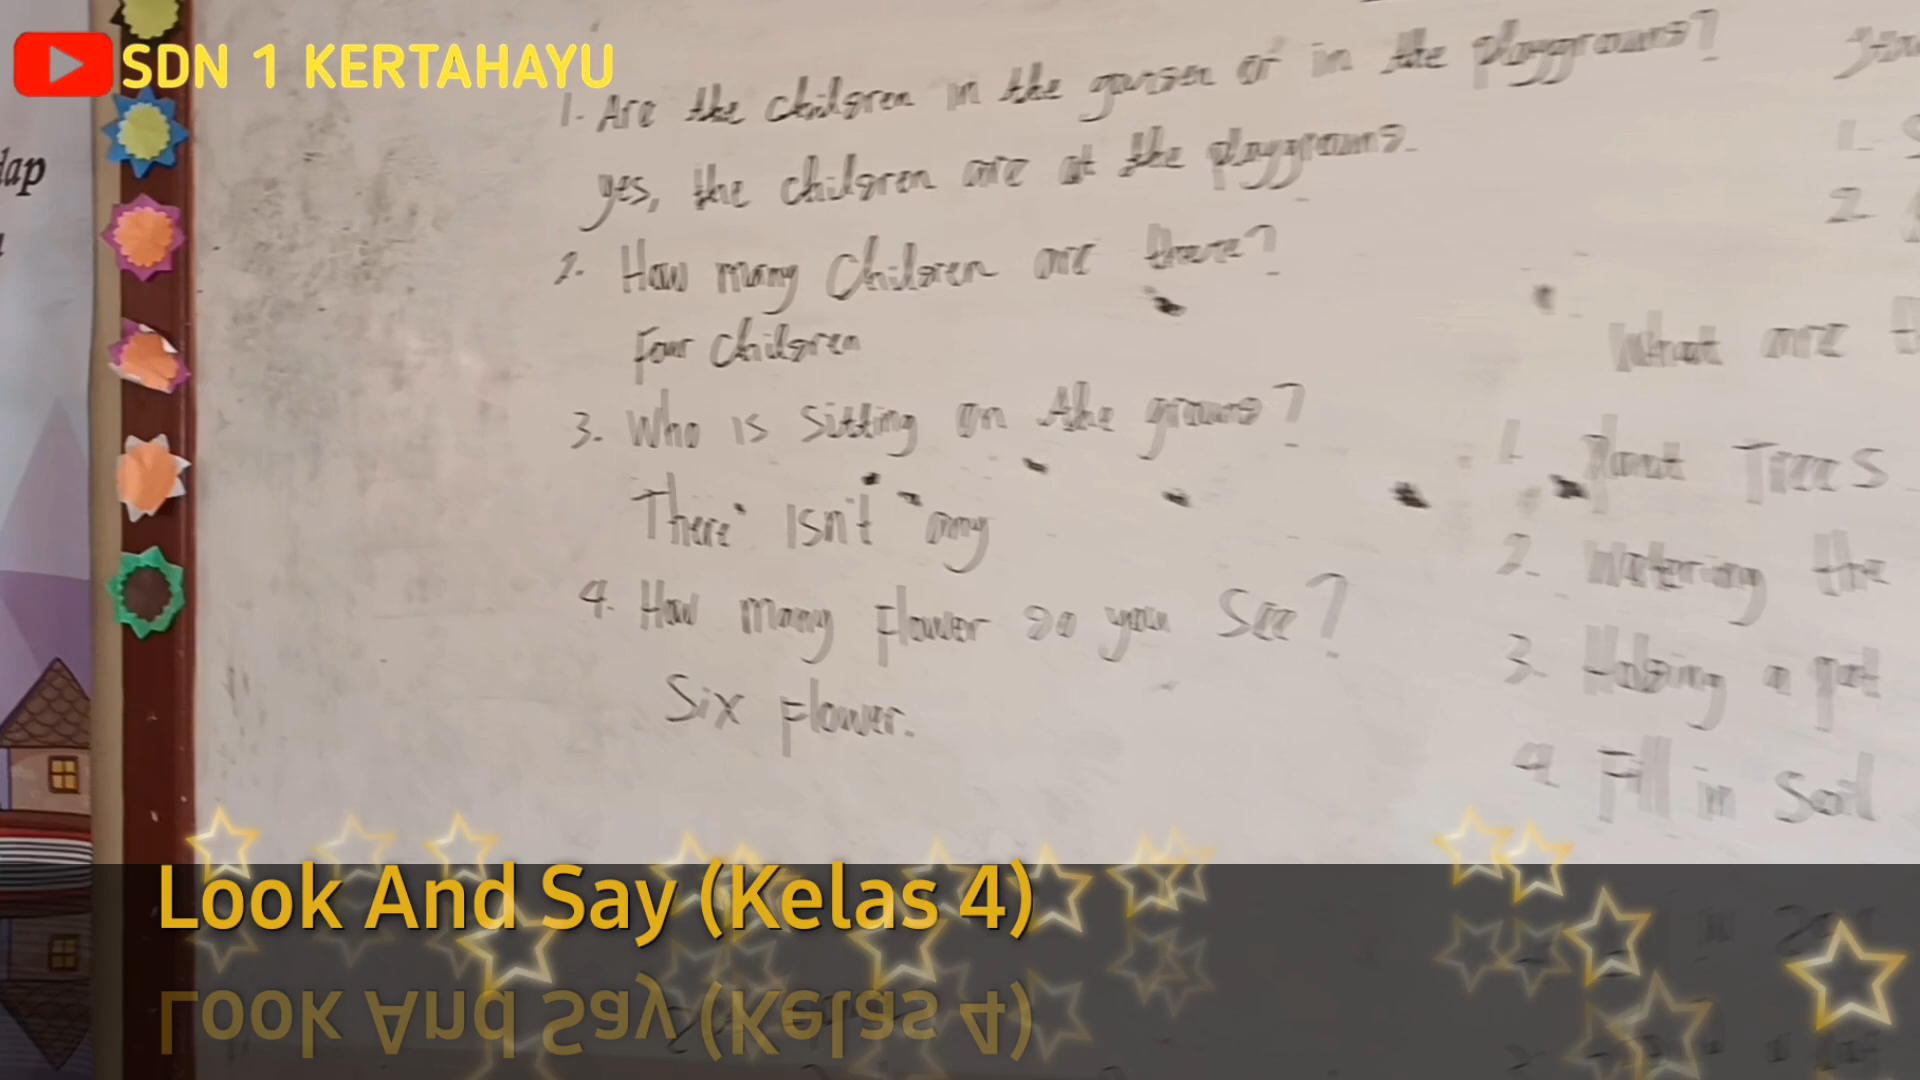 SDN 1 KERTAHAYU
dap
1. Are the children in the garden or in the playground?
yes, the children are at the playground.
2. How many Children are there?
Four children
3. Who is sitting on the ground?
There isn't any
4. How many Flower do you see?
Six Flower.
1. S
2.
What are
1. Plant Trees
2. Watering the
3. Holding a pot
4. Fill in Soil
Look And Say (Kelas 4)